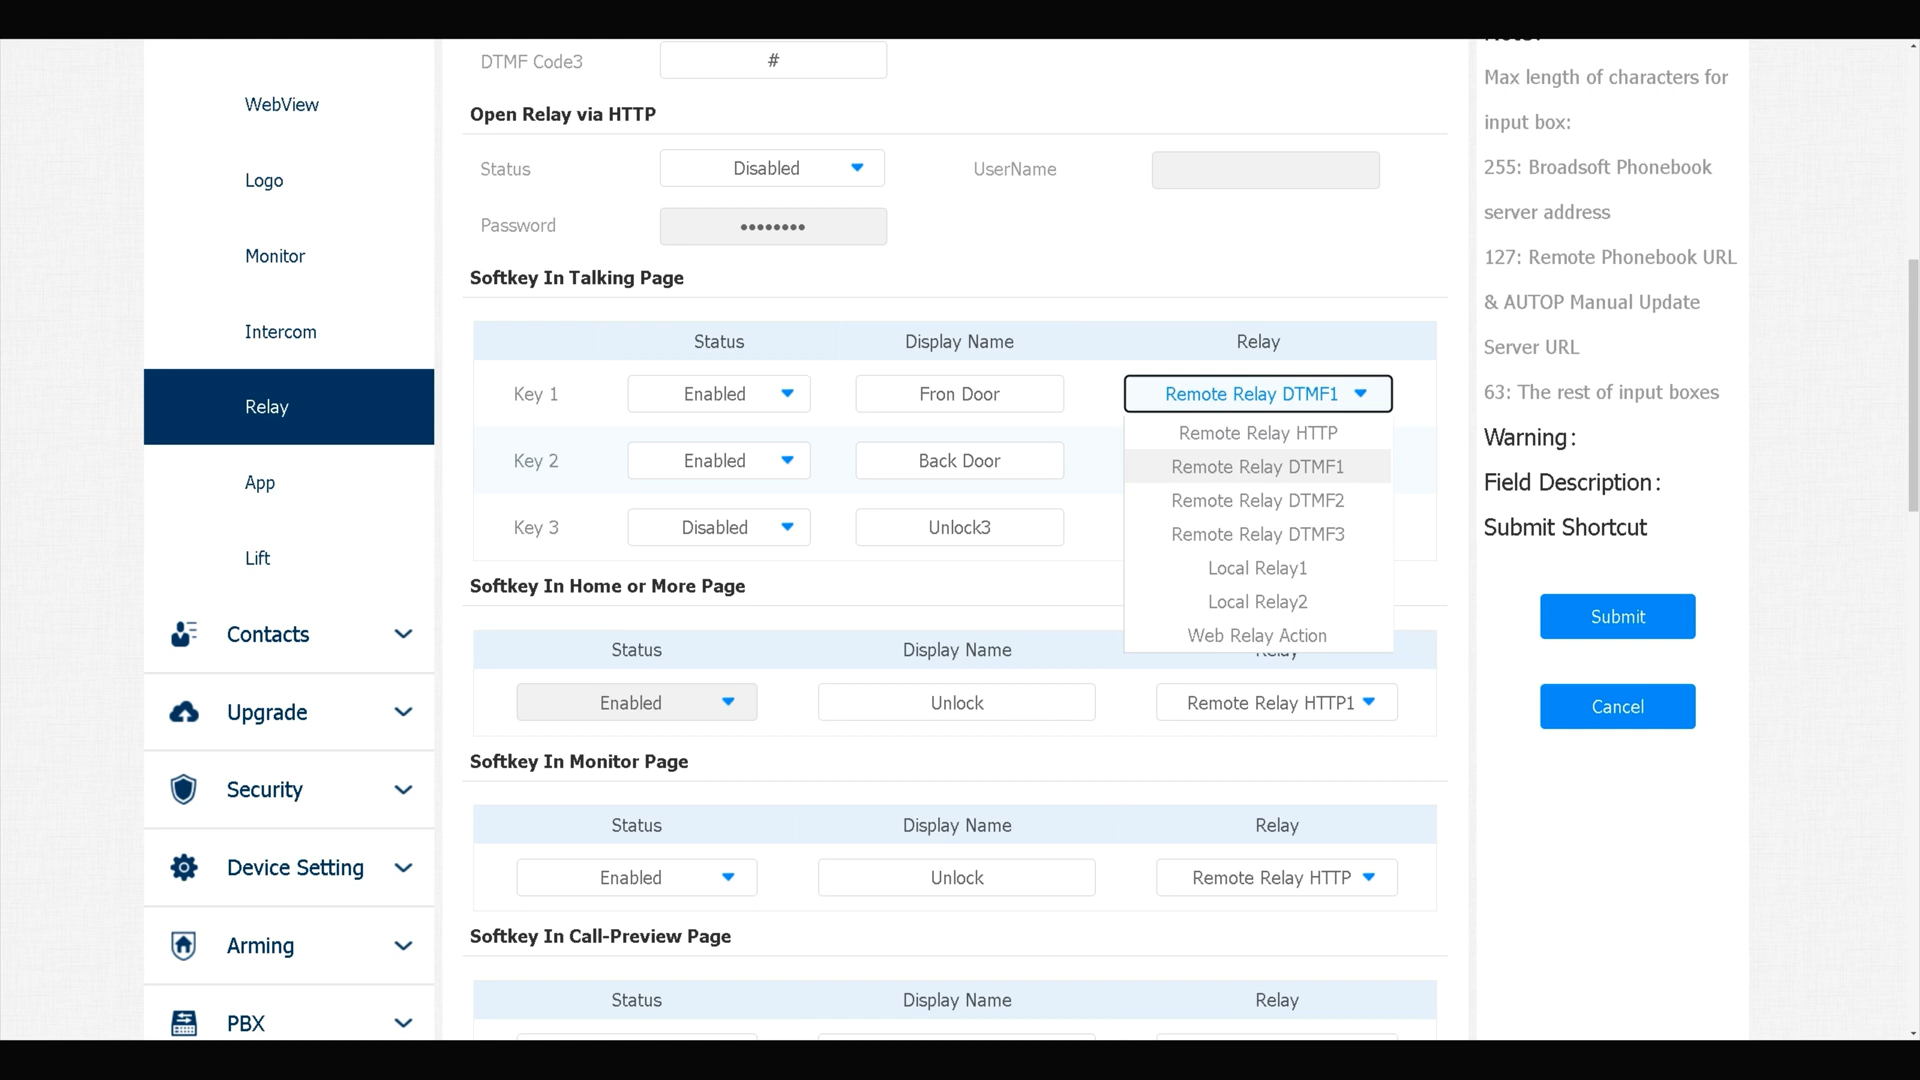 WebView
Logo
Monitor
Intercom
Relay
App
Lift
Contacts
Upgrade
Security
Device Setting
Arming
PBX
DTMF Code3 #
Open Relay via HTTP
Status Disabled UserName
Password ••••••••
Softkey In Talking Page
Status Display Name Relay
Key 1 Enabled Fron Door Remote Relay DTMF1
Remote Relay HTTP
Remote Relay DTMF1
Remote Relay DTMF2
Remote Relay DTMF3
Local Relay1
Local Relay2
Web Relay Action
Key 2 Enabled Back Door
Key 3 Disabled Unlock3
Softkey In Home or More Page
Status Display Name Relay
Enabled Unlock Remote Relay HTTP1
Softkey In Monitor Page
Status Display Name Relay
Enabled Unlock Remote Relay HTTP
Softkey In Call-Preview Page
Status Display Name Relay
Max length of characters for
input box:
255: Broadsoft Phonebook
server address
127: Remote Phonebook URL
& AUTOP Manual Update
Server URL
63: The rest of input boxes
Warning:
Field Description:
Submit Shortcut
Submit
Cancel